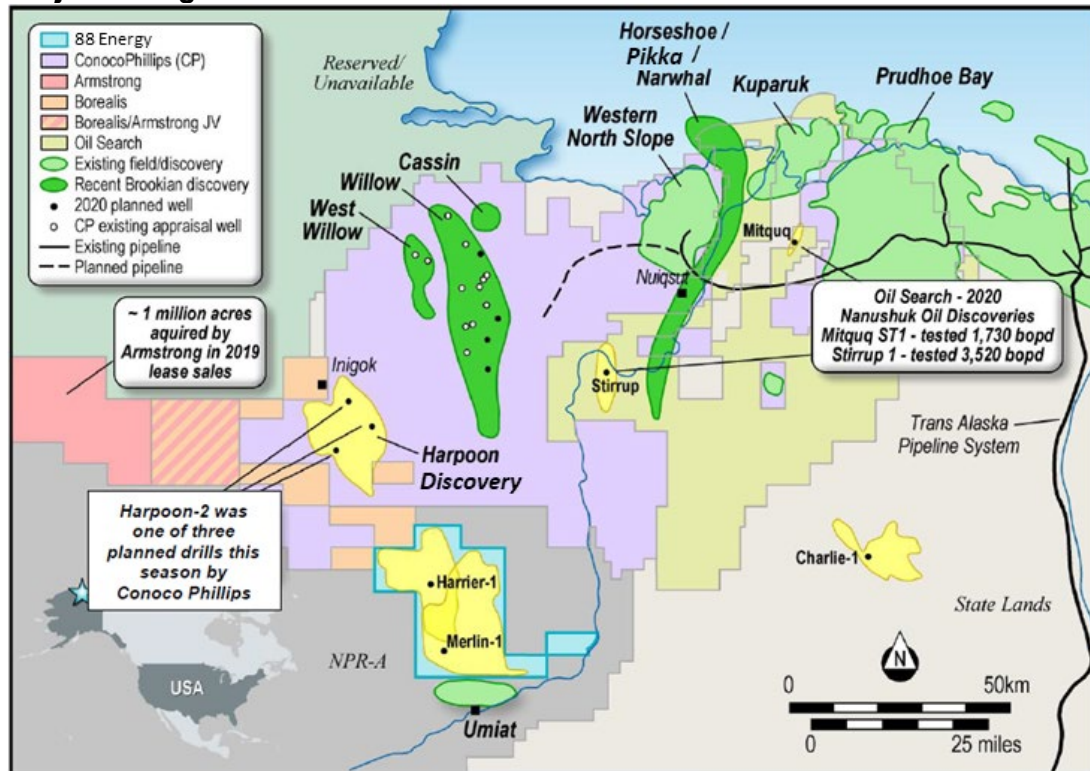 88 Energy
ConocoPhillips (CP)
Armstrong
Borealis
Borealis/Armstrong JV
Oil Search
Existing field/discovery
Recent Brookian discovery
2020 planned well
CP existing appraisal well
Existing pipeline
Planned pipeline
Reserved/
Unavailable
Horseshoe /
Pikka /
Narwhal
Kuparuk
Prudhoe Bay
Western
North Slope
Cassin
Willow
West
Willow
Mitquq
Nuiqsut
~ 1 million acres
aquired by
Armstrong in 2019
lease sales
Oil Search - 2020
Nanushuk Oil Discoveries
Mitquq ST1 - tested 1,730 bopd
Stirrup 1 - tested 3,520 bopd
Inigok
Stirrup
Trans Alaska
Pipeline System
Harpoon
Discovery
Harpoon-2 was
one of three
planned drills this
season by
Conoco Phillips
Harrier-1
Charlie-1
Merlin-1
State Lands
NPR-A
USA
N
Umiat
0 50km
0 25 miles